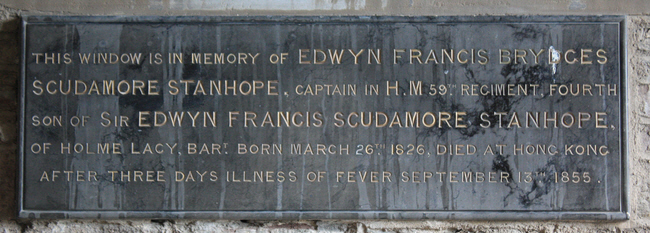 THIS WINDOW IS IN MEMORY OF EDWYN FRANCIS BRYDGES
SCUDAMORE STANHOPE, CAPTAIN IN H.M. 59TH REGIMENT, FOURTH
SON OF SIR EDWYN FRANCIS SCUDAMORE STANHOPE,
OF HOLME LACY, BART. BORN MARCH 26TH 1826, DIED AT HONG KONG
AFTER THREE DAYS ILLNESS OF FEVER SEPTEMBER 13TH 1855.